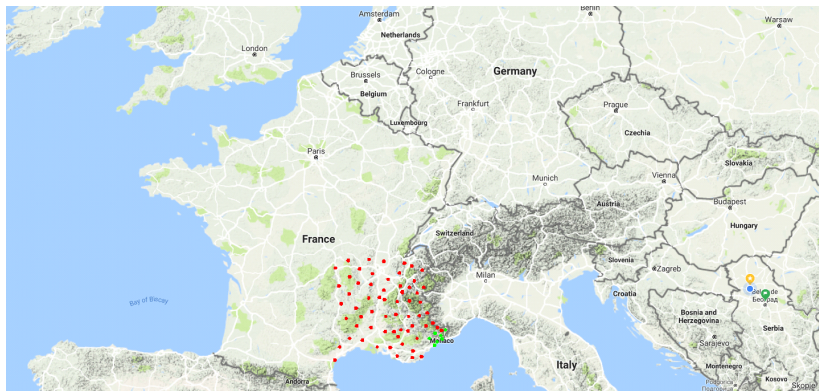 Amsterdam
Berlin
Warsaw
Netherlands
London
Brussels
Cologne
Germany
Belgium
Frankfurt
Prague
Luxembourg
Czechia
Paris
Slovakia
Munich
Vienna
Austria
Budapest
Hungary
Switzerland
France
Slovenia
Zagreb
Milan
Croatia
Београд
Bay of Biscay
Bosnia and
Herzegovina
Serbia
Monaco
Sarajevo
Italy
Montenegro
Kosovo
Andorra
Skopje